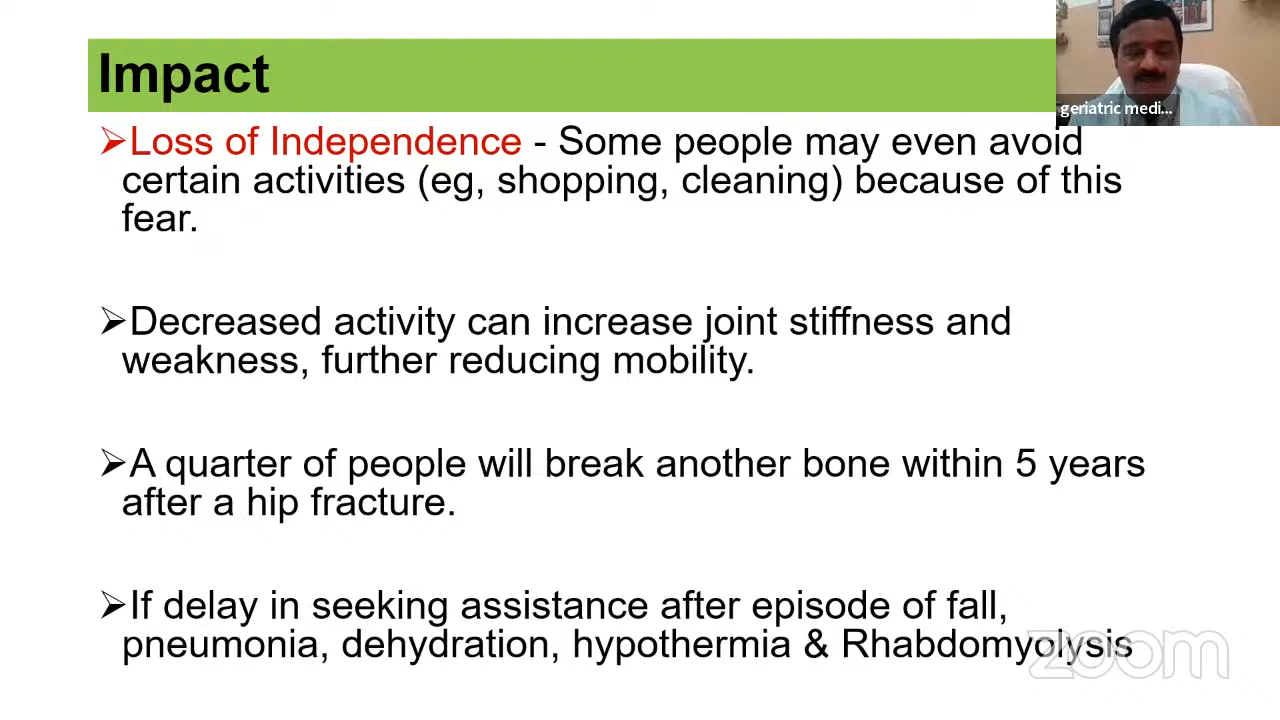 Impact
geriatric medi...
➢Loss of Independence - Some people may even avoid
certain activities (eg, shopping, cleaning) because of this
fear.
➢Decreased activity can increase joint stiffness and
weakness, further reducing mobility.
➢A quarter of people will break another bone within 5 years
after a hip fracture.
➢If delay in seeking assistance after episode of fall,
pneumonia, dehydration, hypothermia & Rhabdomyolysis
zoom